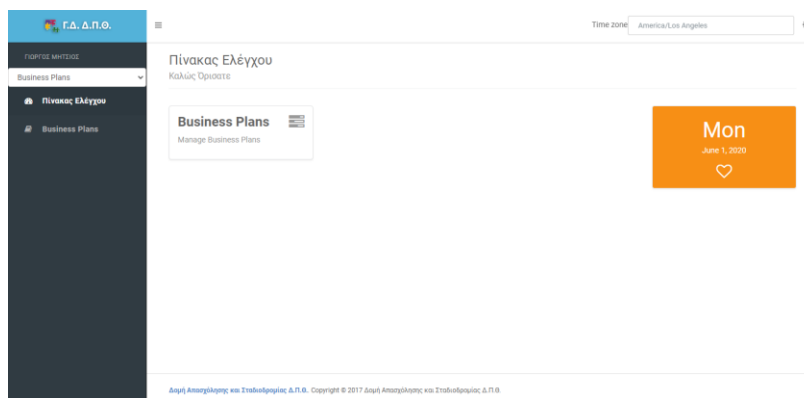 Γ.Δ. Δ.Π.Θ.
Time zone America/Los Angeles
ΓΙΩΡΓΟΣ ΜΗΤΣΙΟΣ
Business Plans
Πίνακας Ελέγχου
Business Plans
Πίνακας Ελέγχου
Καλώς Όρισατε
Business Plans
Manage Business Plans
Mon
June 1, 2020
Δομή Απασχόλησης και Σταδιοδρομίας Δ.Π.Θ.. Copyright © 2017 Δομή Απασχόλησης και Σταδιοδρομίας Δ.Π.Θ.